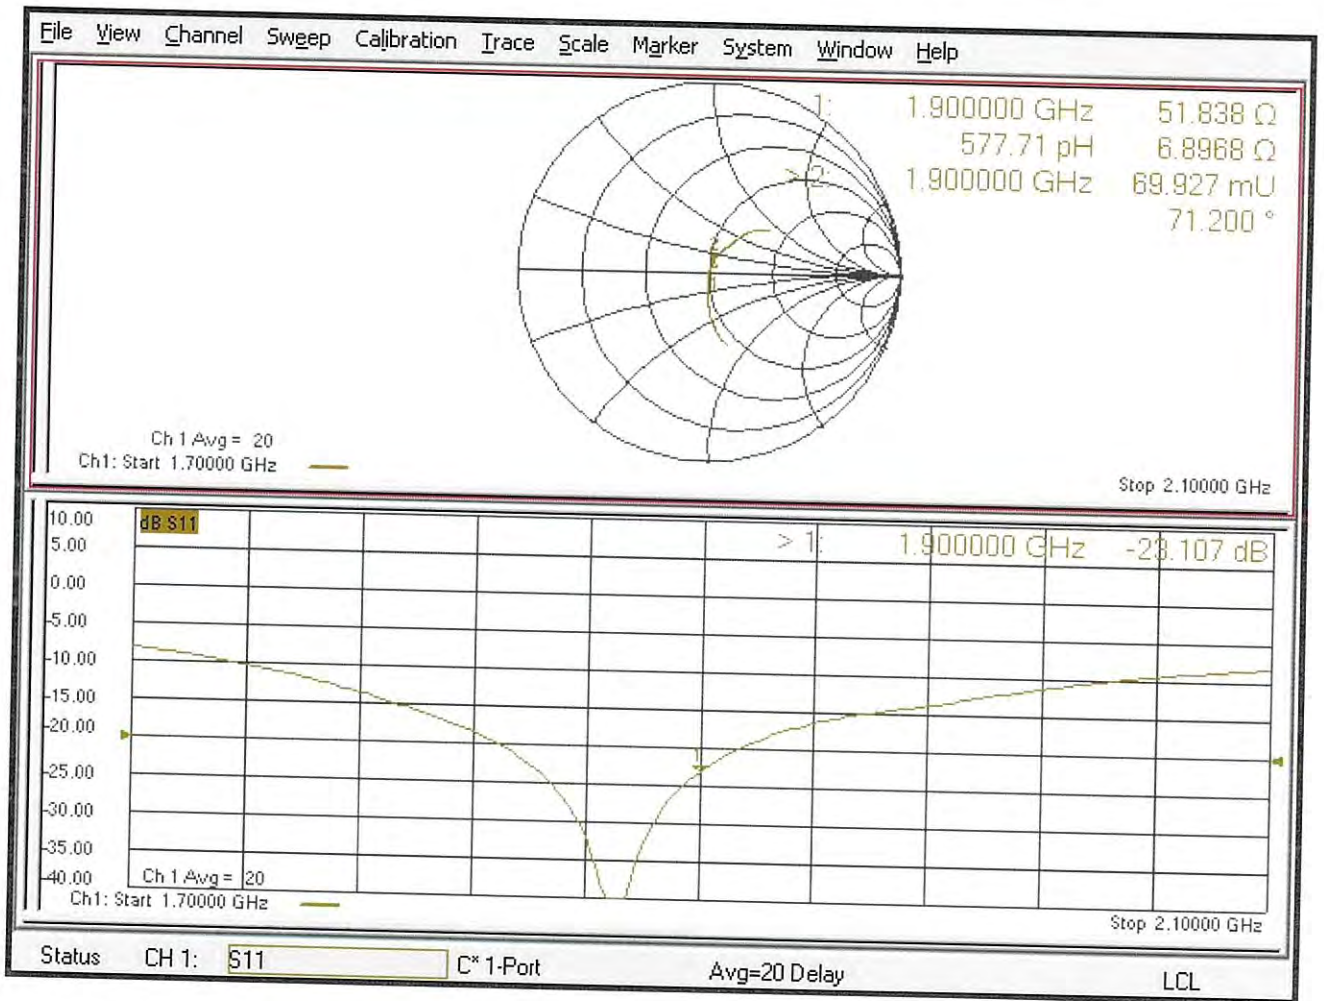 File View Channel Sweep Calibration Trace Scale Marker System Window Help
1: 1.900000 GHz 51.838 Ω
577.71 pH 6.8968 Ω
> 2: 1.900000 GHz 69.927 mU
71.200 °
Ch 1 Avg = 20
Ch1: Start 1.70000 GHz
Stop 2.10000 GHz
10.00
dB S11
> 1: 1.900000 GHz -23.107 dB
5.00
0.00
-5.00
-10.00
-15.00
-20.00
1
-25.00
-30.00
-35.00
-40.00
Ch 1 Avg = 20
Ch1: Start 1.70000 GHz
Stop 2.10000 GHz
Status CH 1: S11 C* 1-Port Avg=20 Delay LCL